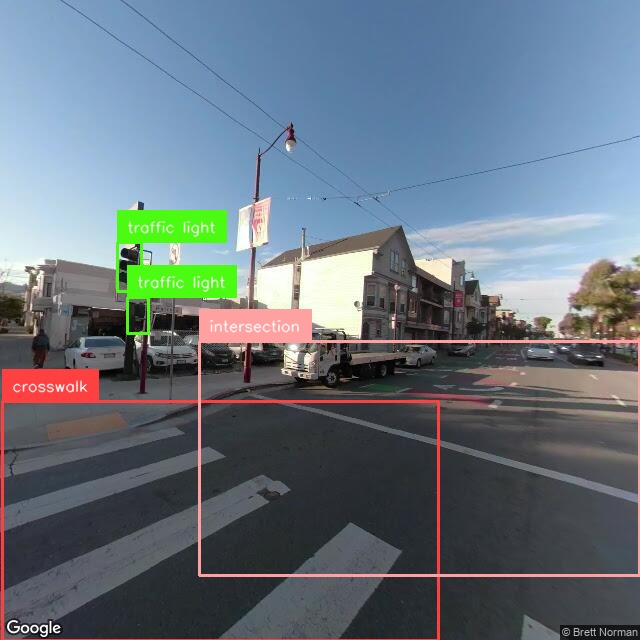 traffic light
traffic light
intersection
crosswalk
Google
© Brett Norman